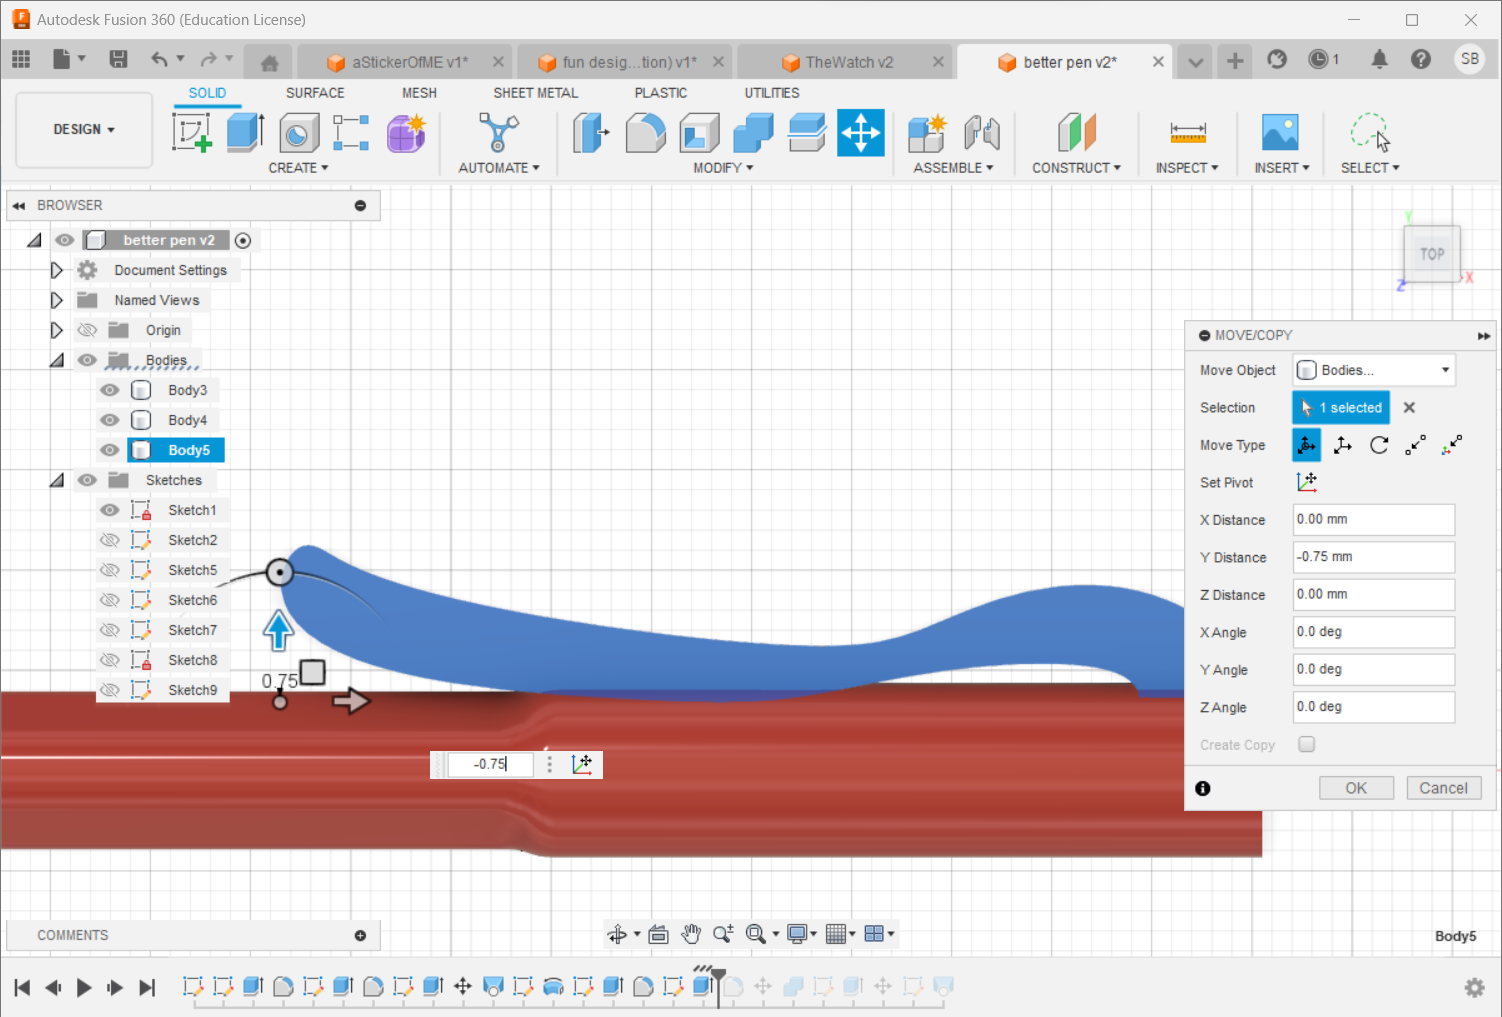 Autodesk Fusion 360 (Education License)
aStickerOfME v1*
fun desig...tion) v1*
TheWatch v2
better pen v2*
1
SB
SOLID
SURFACE
MESH
SHEET METAL
PLASTIC
UTILITIES
DESIGN
CREATE
AUTOMATE
MODIFY
ASSEMBLE
CONSTRUCT
INSPECT
INSERT
SELECT
BROWSER
better pen v2
Document Settings
Named Views
Origin
Bodies
Body3
Body4
Body5
Sketches
Sketch1
Sketch2
Sketch5
Sketch6
Sketch7
Sketch8
Sketch9
Y
TOP
X
Z
MOVE/COPY
Move Object Bodies...
Selection 1 selected
Move Type
Set Pivot
X Distance 0.00 mm
Y Distance -0.75 mm
Z Distance 0.00 mm
X Angle 0.0 deg
Y Angle 0.0 deg
Z Angle 0.0 deg
Create Copy
OK Cancel
0.75
-0.75
COMMENTS
Body5